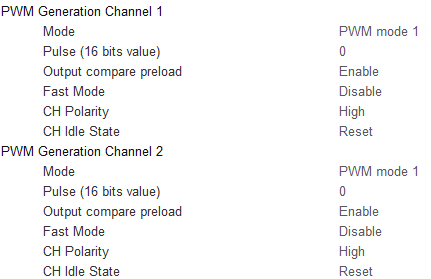 PWM Generation Channel 1
Mode PWM mode 1
Pulse (16 bits value) 0
Output compare preload Enable
Fast Mode Disable
CH Polarity High
CH Idle State Reset
PWM Generation Channel 2
Mode PWM mode 1
Pulse (16 bits value) 0
Output compare preload Enable
Fast Mode Disable
CH Polarity High
CH Idle State Reset